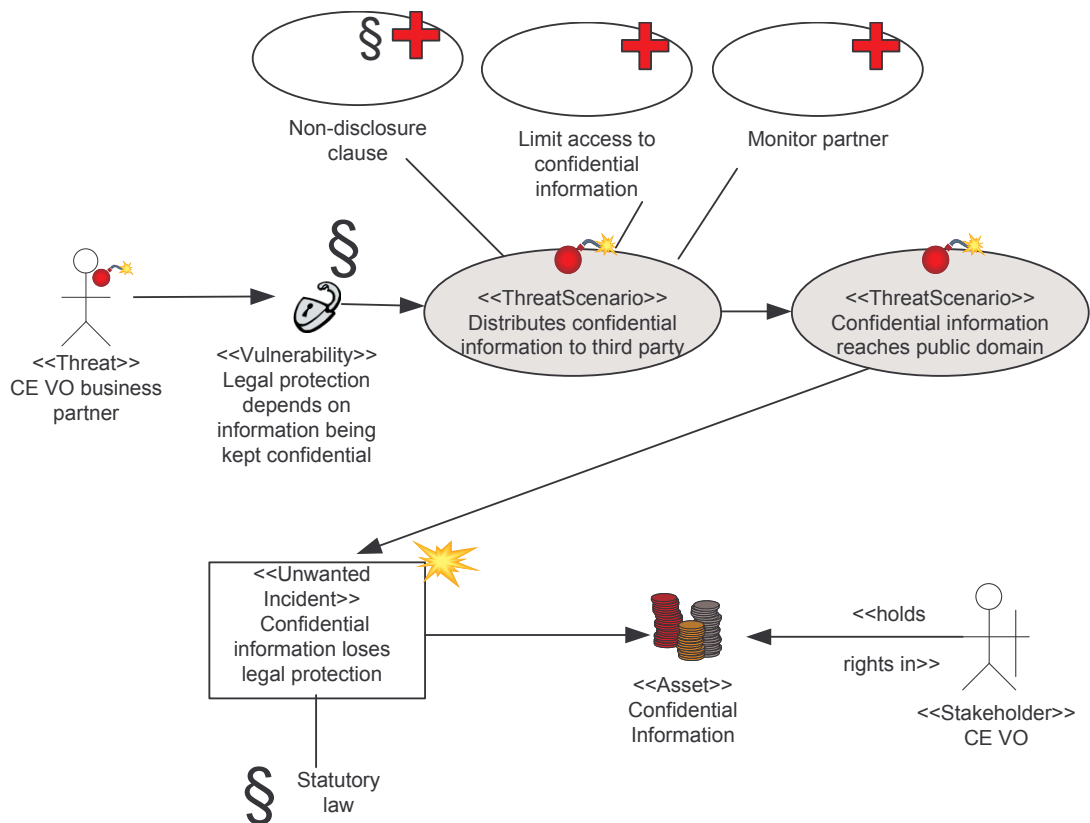 §
Non-disclosure
clause
Limit access to
confidential
information
Monitor partner
§
<<Threat>>
CE VO business
partner
<<Vulnerability>>
Legal protection
depends on
information being
kept confidential
<<ThreatScenario>>
Distributes confidential
information to third party
<<ThreatScenario>>
Confidential information
reaches public domain
<<Unwanted
Incident>>
Confidential
information loses
legal protection
<<Asset>>
Confidential
Information
<<holds
rights in>>
<<Stakeholder>>
CE VO
§
Statutory
law